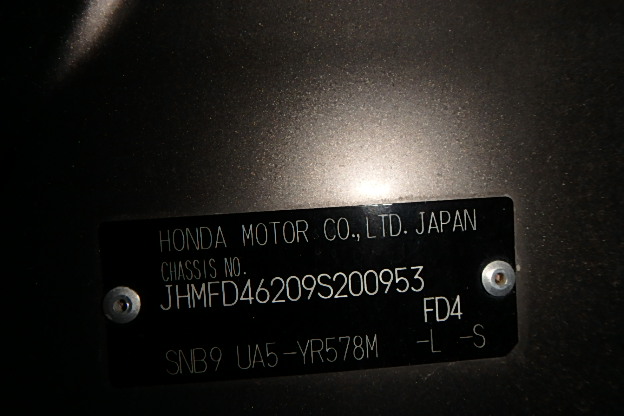 HONDA MOTOR CO.,LTD. JAPAN
CHASSIS NO.
JHMFD46209S200953
FD4
SNB9 UA5-YR578M -L -S